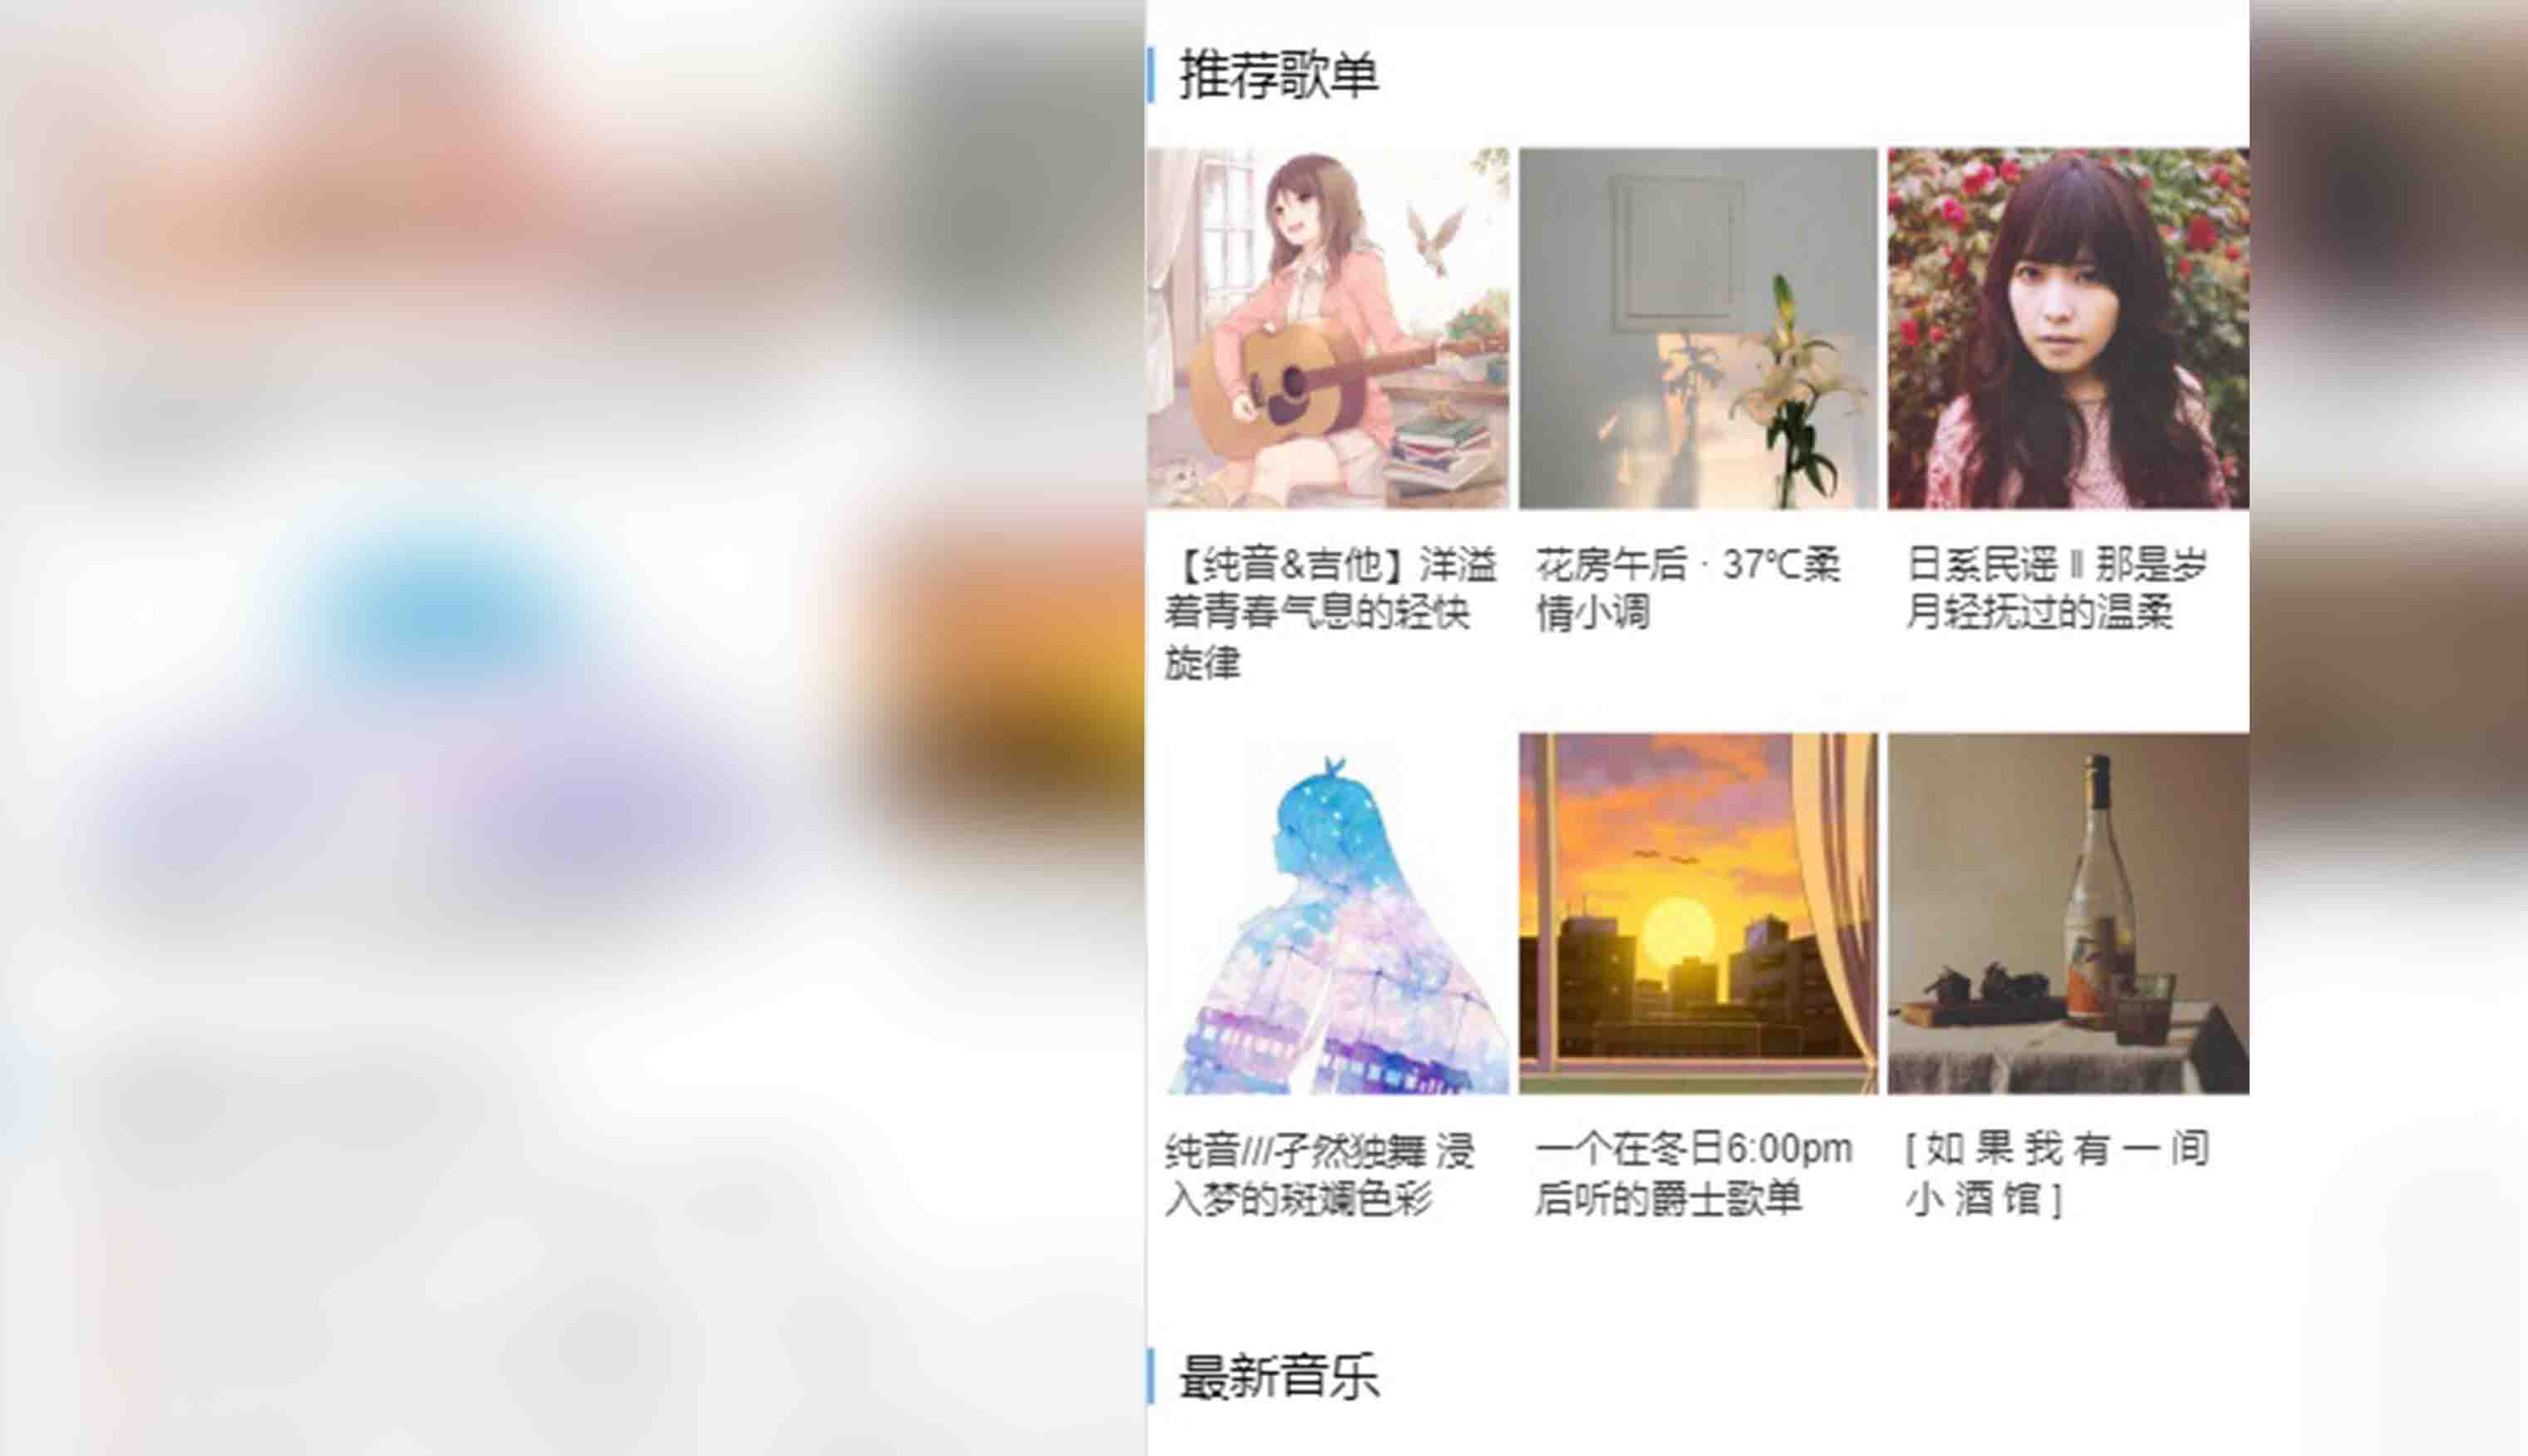 推荐歌单
【纯音&吉他】洋溢
着青春气息的轻快
旋律
花房午后 · 37℃柔
情小调
日系民谣 ‖ 那是岁
月轻抚过的温柔
纯音///孑然独舞 浸
入梦的斑斓色彩
一个在冬日6:00pm
后听的爵士歌单
[ 如 果 我 有 一 间
小 酒 馆 ]
最新音乐